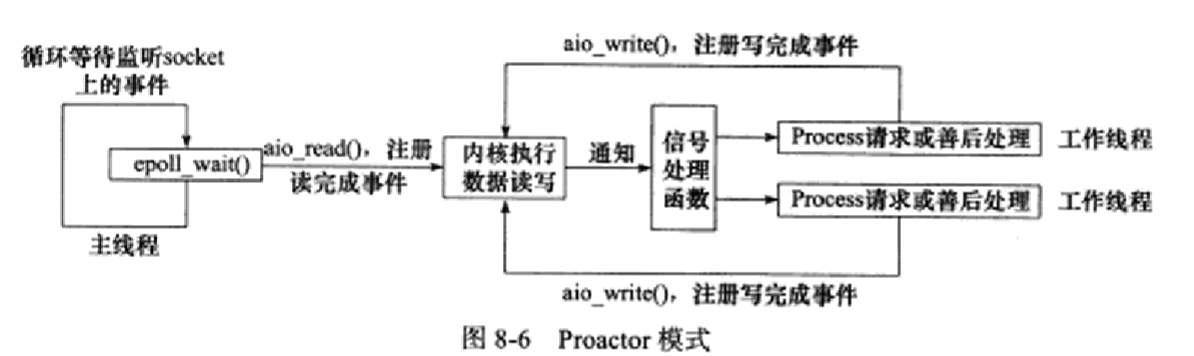 aio_write()，注册写完成事件
循环等待监听socket
上的事件
epoll_wait()
主线程
aio_read()，注册
读完成事件
内核执行
数据读写
通知
信号
处理
函数
Process请求或善后处理
工作线程
Process请求或善后处理
工作线程
aio_write()，注册写完成事件
图 8-6 Proactor 模式